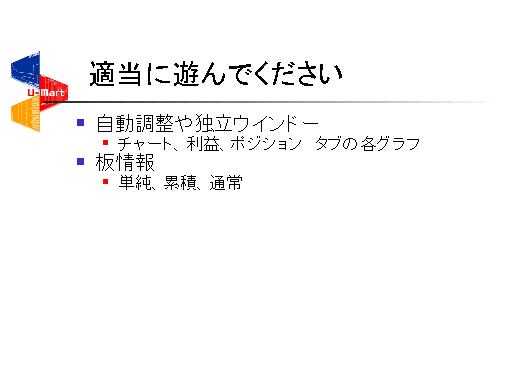 適当に遊んでください
U-Mart
自動調整や独立ウインドー
チャート、利益、ポジション　タブの各グラフ
板情報
単純、累積、通常